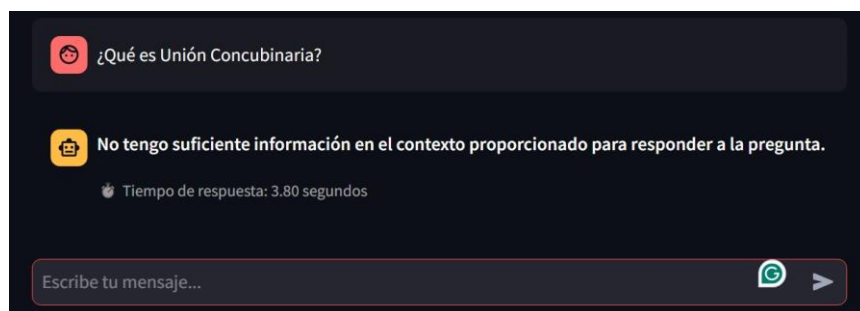 ¿Qué es Unión Concubinaria?
No tengo suficiente información en el contexto proporcionado para responder a la pregunta.
Tiempo de respuesta: 3.80 segundos
Escribe tu mensaje...